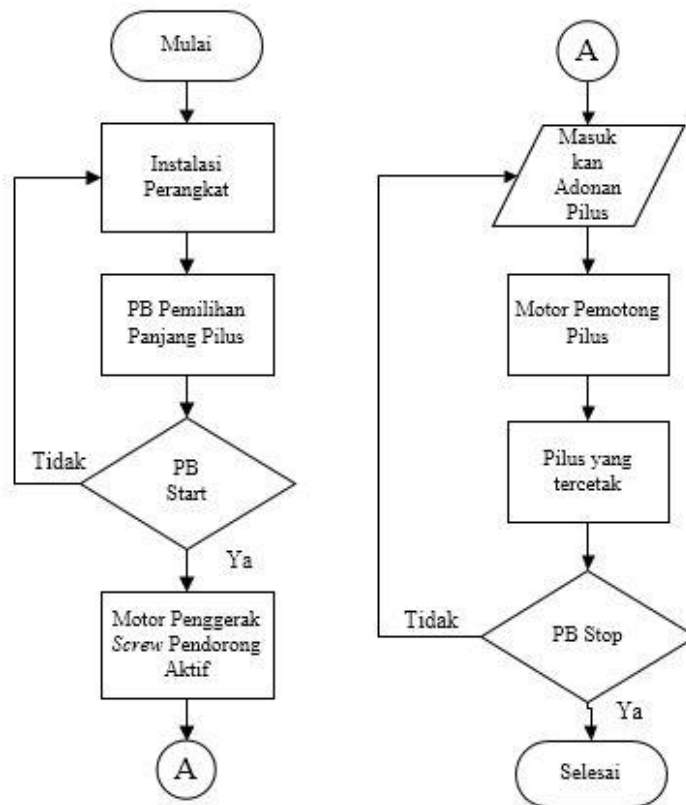 Mulai
Instalasi
Perangkat
PB Pemilihan
Panjang Pilus
Tidak
PB
Start
Ya
Motor Penggerak
Screw Pendorong
Aktif
A
A
Masuk
kan
Adonan
Pilus
Motor Pemotong
Pilus
Pilus yang
tercetak
Tidak
PB Stop
Ya
Selesai